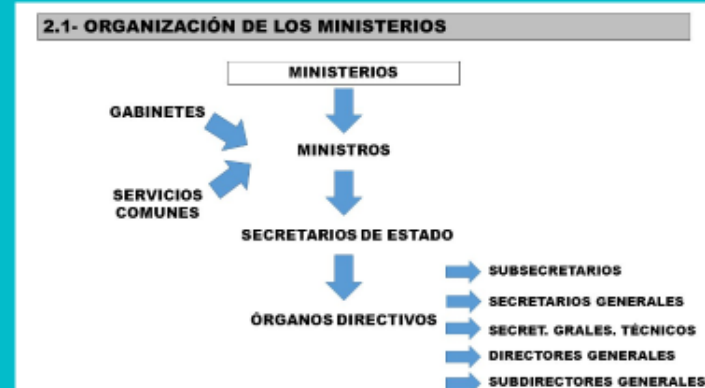 2.1- ORGANIZACIÓN DE LOS MINISTERIOS
MINISTERIOS
GABINETES
MINISTROS
SERVICIOS
COMUNES
SECRETARIOS DE ESTADO
ÓRGANOS DIRECTIVOS
SUBSECRETARIOS
SECRETARIOS GENERALES
SECRET. GRALES. TÉCNICOS
DIRECTORES GENERALES
SUBDIRECTORES GENERALES